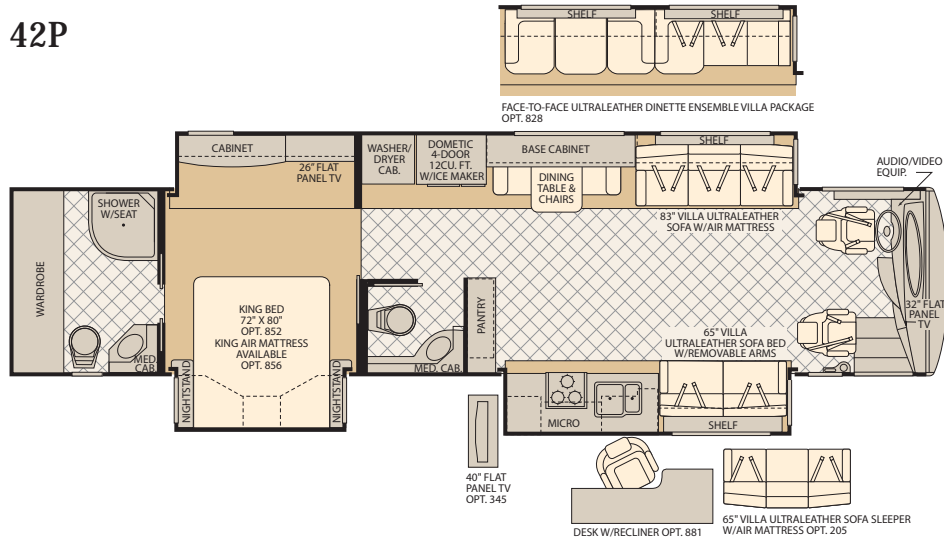 42P
SHELF
SHELF
FACE-TO-FACE ULTRALEATHER DINETTE ENSEMBLE VILLA PACKAGE
OPT. 828
CABINET
26" FLAT
PANEL TV
WASHER/
DRYER
CAB.
DOMETIC
4-DOOR
12CU. FT.
W/ICE MAKER
BASE CABINET
DINING
TABLE &
CHAIRS
SHELF
83" VILLA ULTRALEATHER
SOFA W/AIR MATTRESS
AUDIO/VIDEO
EQUIP.
WARDROBE
SHOWER
W/SEAT
MED.
CAB.
KING BED
72" X 80"
OPT. 852
KING AIR MATTRESS
AVAILABLE
OPT. 856
NIGHTSTAND
NIGHTSTAND
MED. CAB.
PANTRY
65" VILLA
ULTRALEATHER SOFA BED
W/REMOVABLE ARMS
32" FLAT
PANEL
TV
MICRO
SHELF
40" FLAT
PANEL TV
OPT. 345
DESK W/RECLINER OPT. 881
65" VILLA ULTRALEATHER SOFA SLEEPER
W/AIR MATTRESS OPT. 205